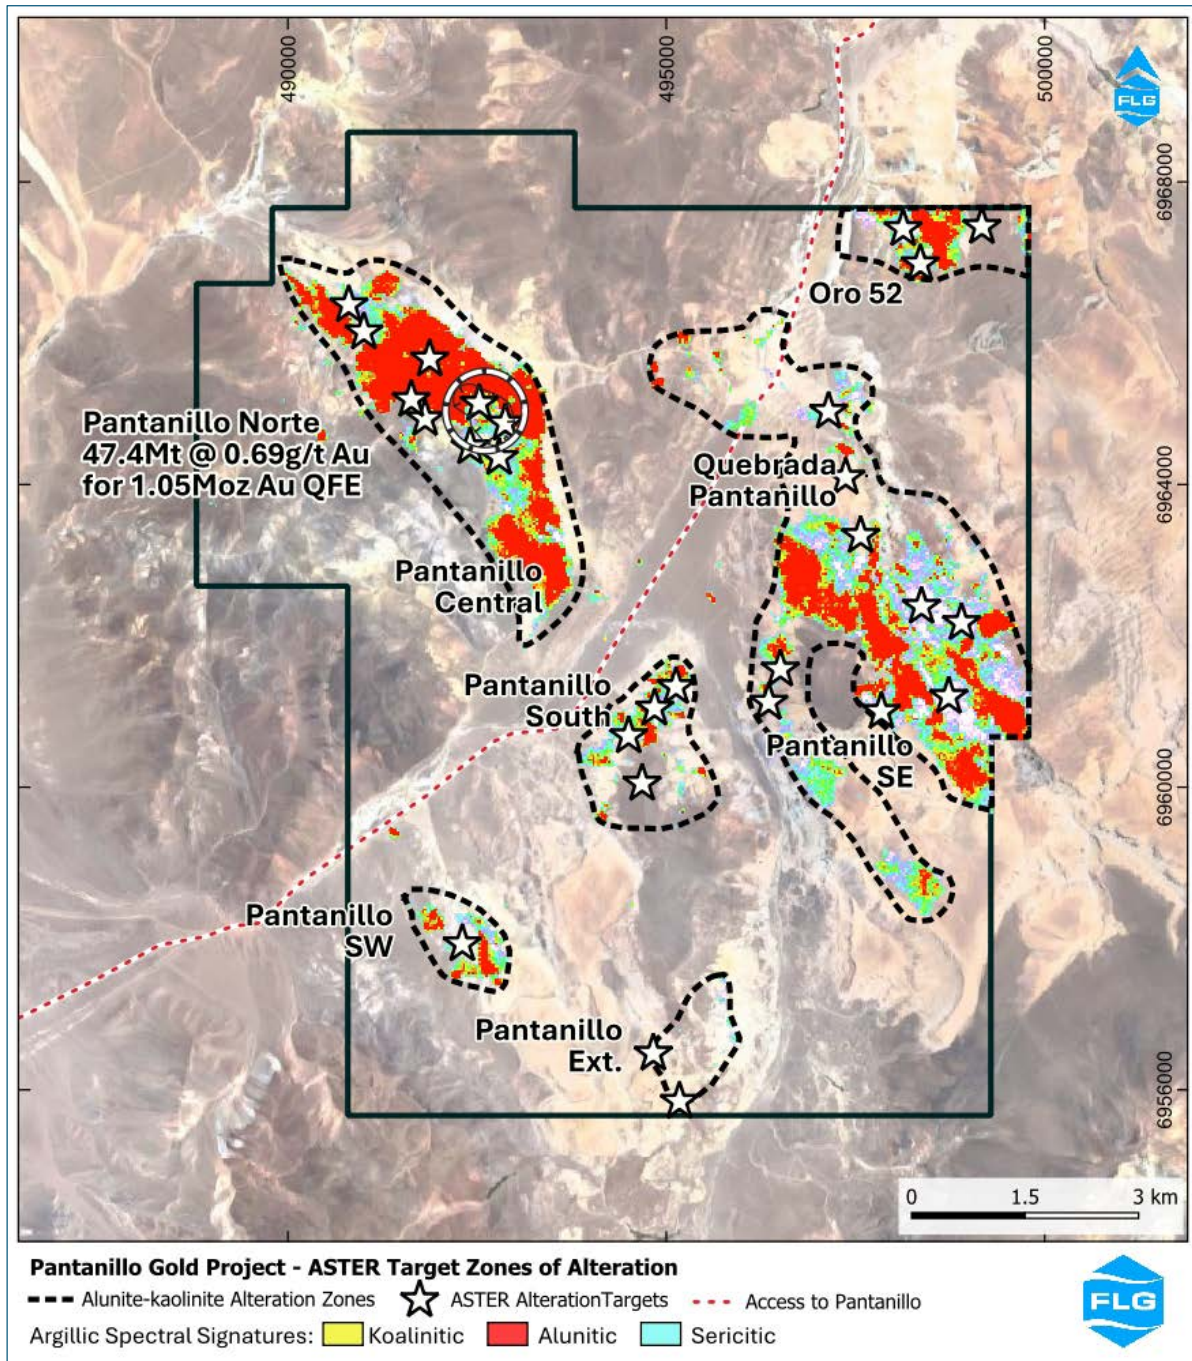 490000
495000
500000
FLG
6968000
Oro 52
Pantanillo Norte
47.4Mt @ 0.69g/t Au
for 1.05Moz Au QFE
Quebrada
Pantanillo
6964000
Pantanillo
Central
Pantanillo
South
Pantanillo
SE
6960000
Pantanillo
SW
Pantanillo
Ext.
6956000
0 1.5 3 km
Pantanillo Gold Project - ASTER Target Zones of Alteration
Alunite-kaolinite Alteration Zones ASTER AlterationTargets Access to Pantanillo
Argillic Spectral Signatures: Koalinitic Alunitic Sericitic
FLG